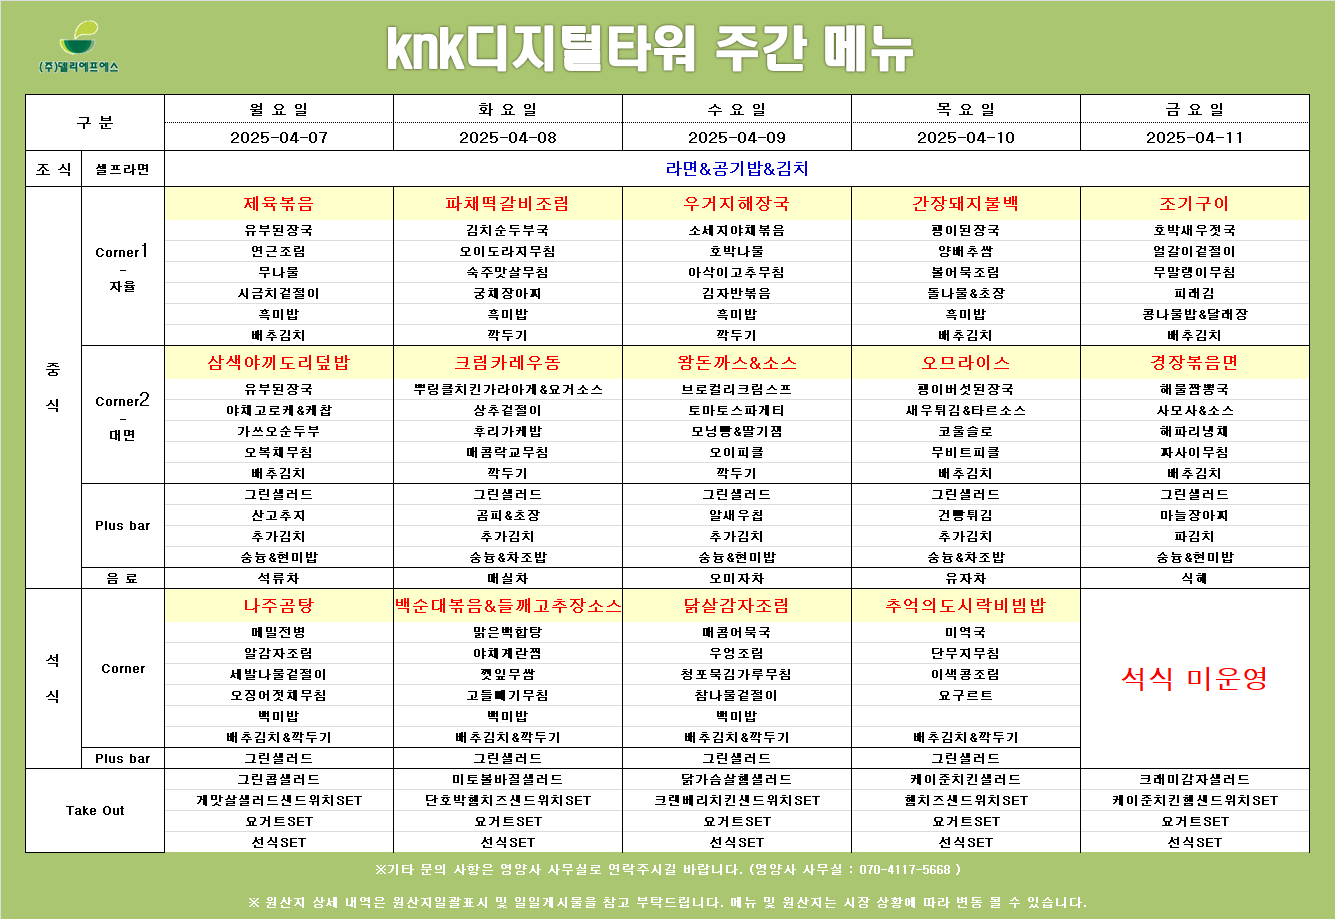 (주)델리에프에스
knk디지털타워 주간 메뉴
구 분 월 요 일 화 요 일 수 요 일 목 요 일 금 요 일
2025-04-07 2025-04-08 2025-04-09 2025-04-10 2025-04-11
조 식 셀프라면 라면&공기밥&김치
중 식
Corner1 - 자율
제육볶음 파채떡갈비조림 우거지해장국 간장돼지불백 조기구이
유부된장국 김치순두부국 소세지야채볶음 팽이된장국 호박새우젓국
연근조림 오이도라지무침 호박나물 양배추쌈 얼갈이겉절이
무나물 숙주맛살무침 아삭이고추무침 볼어묵조림 무말랭이무침
시금치겉절이 궁채장아찌 김자반볶음 돌나물&초장 파래김
흑미밥 흑미밥 흑미밥 흑미밥 콩나물밥&달래장
배추김치 깍두기 깍두기 배추김치 배추김치
Corner2 - 대면
삼색야끼도리덮밥 크림카레우동 왕돈까스&소스 오므라이스 경장볶음면
유부된장국 뿌링클치킨가라아게&요거소스 브로컬리크림스프 팽이버섯된장국 해물짬뽕국
야채고로케&케찹 상추겉절이 토마토스파게티 새우튀김&타르소스 사모사&소스
가쓰오순두부 후리가케밥 모닝빵&딸기잼 코울슬로 해파리냉채
오복채무침 매콤락교무침 오이피클 무비트피클 짜사이무침
배추김치 깍두기 깍두기 배추김치 배추김치
Plus bar
그린샐러드 그린샐러드 그린샐러드 그린샐러드 그린샐러드
산고추지 곰피&초장 알새우칩 건빵튀김 마늘장아찌
추가김치 추가김치 추가김치 추가김치 파김치
숭늉&현미밥 숭늉&차조밥 숭늉&현미밥 숭늉&차조밥 숭늉&현미밥
음 료 석류차 매실차 오미자차 유자차 식혜
석 식
Corner
나주곰탕 백순대볶음&들깨고추장소스 닭살감자조림 추억의도시락비빔밥
메밀전병 맑은백합탕 매콤어묵국 미역국
알감자조림 야채계란찜 우엉조림 단무지무침
세발나물겉절이 깻잎무쌈 청포묵김가루무침 이색콩조림
오징어젓채무침 고들빼기무침 참나물겉절이 요구르트
백미밥 백미밥 백미밥
배추김치&깍두기 배추김치&깍두기 배추김치&깍두기 배추김치&깍두기
석식 미운영
Plus bar 그린샐러드 그린샐러드 그린샐러드 그린샐러드
Take Out
그린콥샐러드 미토볼바질샐러드 닭가슴살햄샐러드 케이준치킨샐러드 크래미감자샐러드
게맛살샐러드샌드위치SET 단호박햄치즈샌드위치SET 크랜베리치킨샌드위치SET 햄치즈샌드위치SET 케이준치킨햄샌드위치SET
요거트SET 요거트SET 요거트SET 요거트SET 요거트SET
선식SET 선식SET 선식SET 선식SET 선식SET
※기타 문의 사항은 영양사 사무실로 연락주시길 바랍니다. (영양사 사무실 : 070-4117-5668 )
※ 원산지 상세 내역은 원산지일괄표시 및 일일게시물을 참고 부탁드립니다. 메뉴 및 원산지는 시장 상황에 따라 변동 될 수 있습니다.